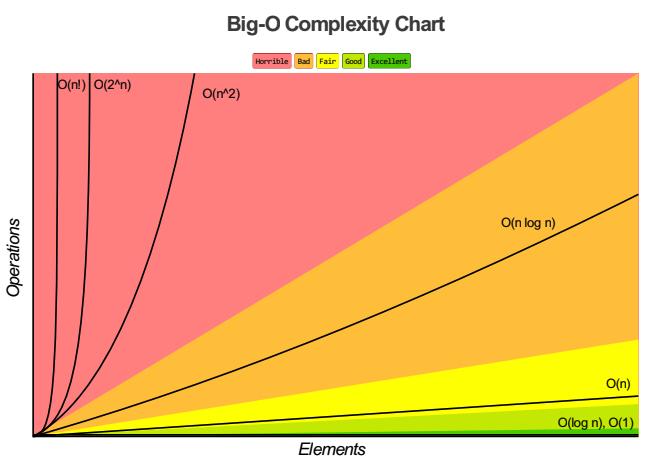 Big-O Complexity Chart
Horrible Bad Fair Good Excellent
O(n!) O(2^n)
O(n^2)
O(n log n)
Operations
O(n)
O(log n), O(1)
Elements